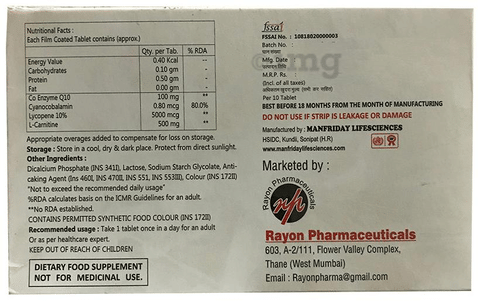 Nutritional Facts :
Each Film Coated Tablet contains (approx.)
Qty. per Tab. % RDA
Energy Value 0.40 Kcal --
Carbohydrates 0.10 gm -
Protein 0.50 gm -
Fat 0.00 gm -
Co Enzyme Q10 100 mg **
Cyanocobalamin 0.80 mcg 80.0%
Lycopene 10% 5000 mcg **
L-Carnitine 500 mg **
Appropriate overages added to compensate for loss on storage.
Storage : Store in a cool, dry & dark place. Protect from direct sunlight.
Other Ingredients :
Dicalcium Phosphate (INS 341I), Lactose, Sodium Starch Glycolate, Anti-
caking Agent (Ins 460I, INS 470II, INS 551, INS 553III), Colour (INS 172II)
"Not to exceed the recommended daily usage"
%RDA calculates basis on the ICMR Guidelines for an adult.
**No RDA established.
CONTAINS PERMITTED SYNTHETIC FOOD COLOUR (INS 172II)
Recommended usage : Take 1 tablet once in a day for an adult
Or as per healthcare expert.
KEEP OUT OF REACH OF CHILDREN
DIETARY FOOD SUPPLEMENT
NOT FOR MEDICINAL USE.
fssai
FSSAI No. : 10818020000003
Batch No. :
Mfg. Date :
M.R.P. Rs. :
(Incl. of all taxes)
Per 10 Tablet
BEST BEFORE 18 MONTHS FROM THE MONTH OF MANUFACTURING
DO NOT USE IF STRIP IS LEAKAGE OR DAMAGE
Manufactured by : MANFRIDAY LIFESCIENCES
HSIDC, Kundli, Sonipat (H.R)
www.manfridaylifesciences.com
Marketed by :
Rayon Pharmaceuticals
rp
Rayon Pharmaceuticals
603, A-2/111, Flower Valley Complex,
Thane (West Mumbai)
Email : Rayonpharma@gmail.com